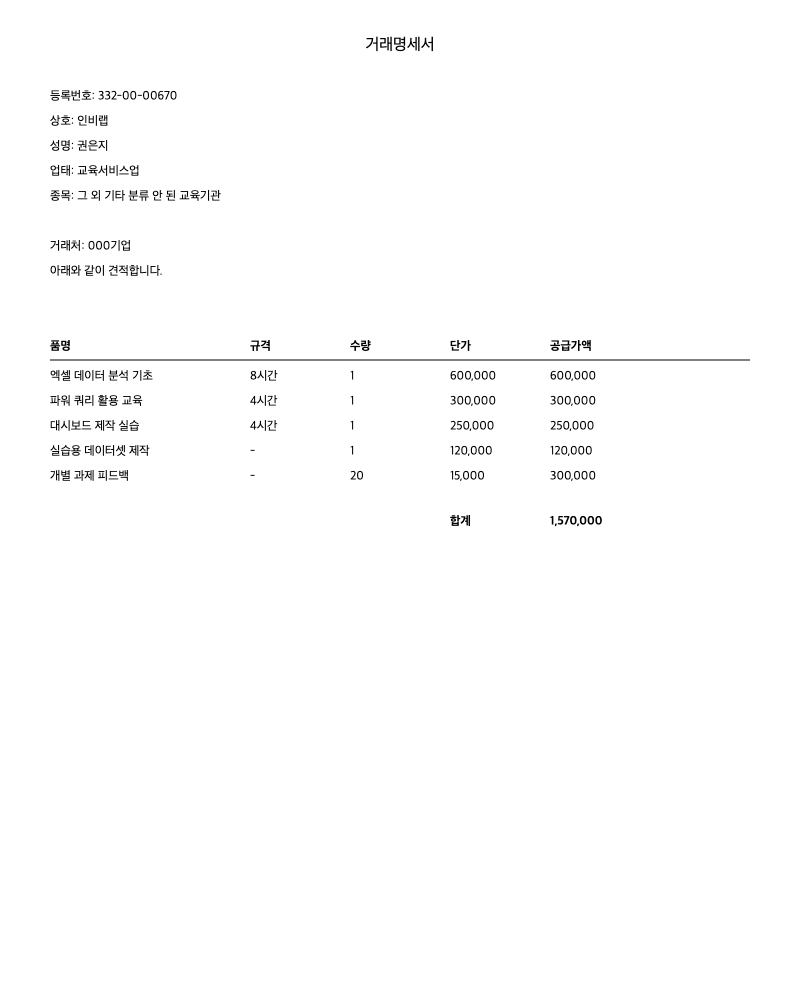 거래명세서
등록번호: 332-00-00670
상호: 인비랩
성명: 권은지
업태: 교육서비스업
종목: 그 외 기타 분류 안 된 교육기관
거래처: 000기업
아래와 같이 견적합니다.
품명 규격 수량 단가 공급가액
엑셀 데이터 분석 기초 8시간 1 600,000 600,000
파워 쿼리 활용 교육 4시간 1 300,000 300,000
대시보드 제작 실습 4시간 1 250,000 250,000
실습용 데이터셋 제작 - 1 120,000 120,000
개별 과제 피드백 - 20 15,000 300,000
합계 1,570,000